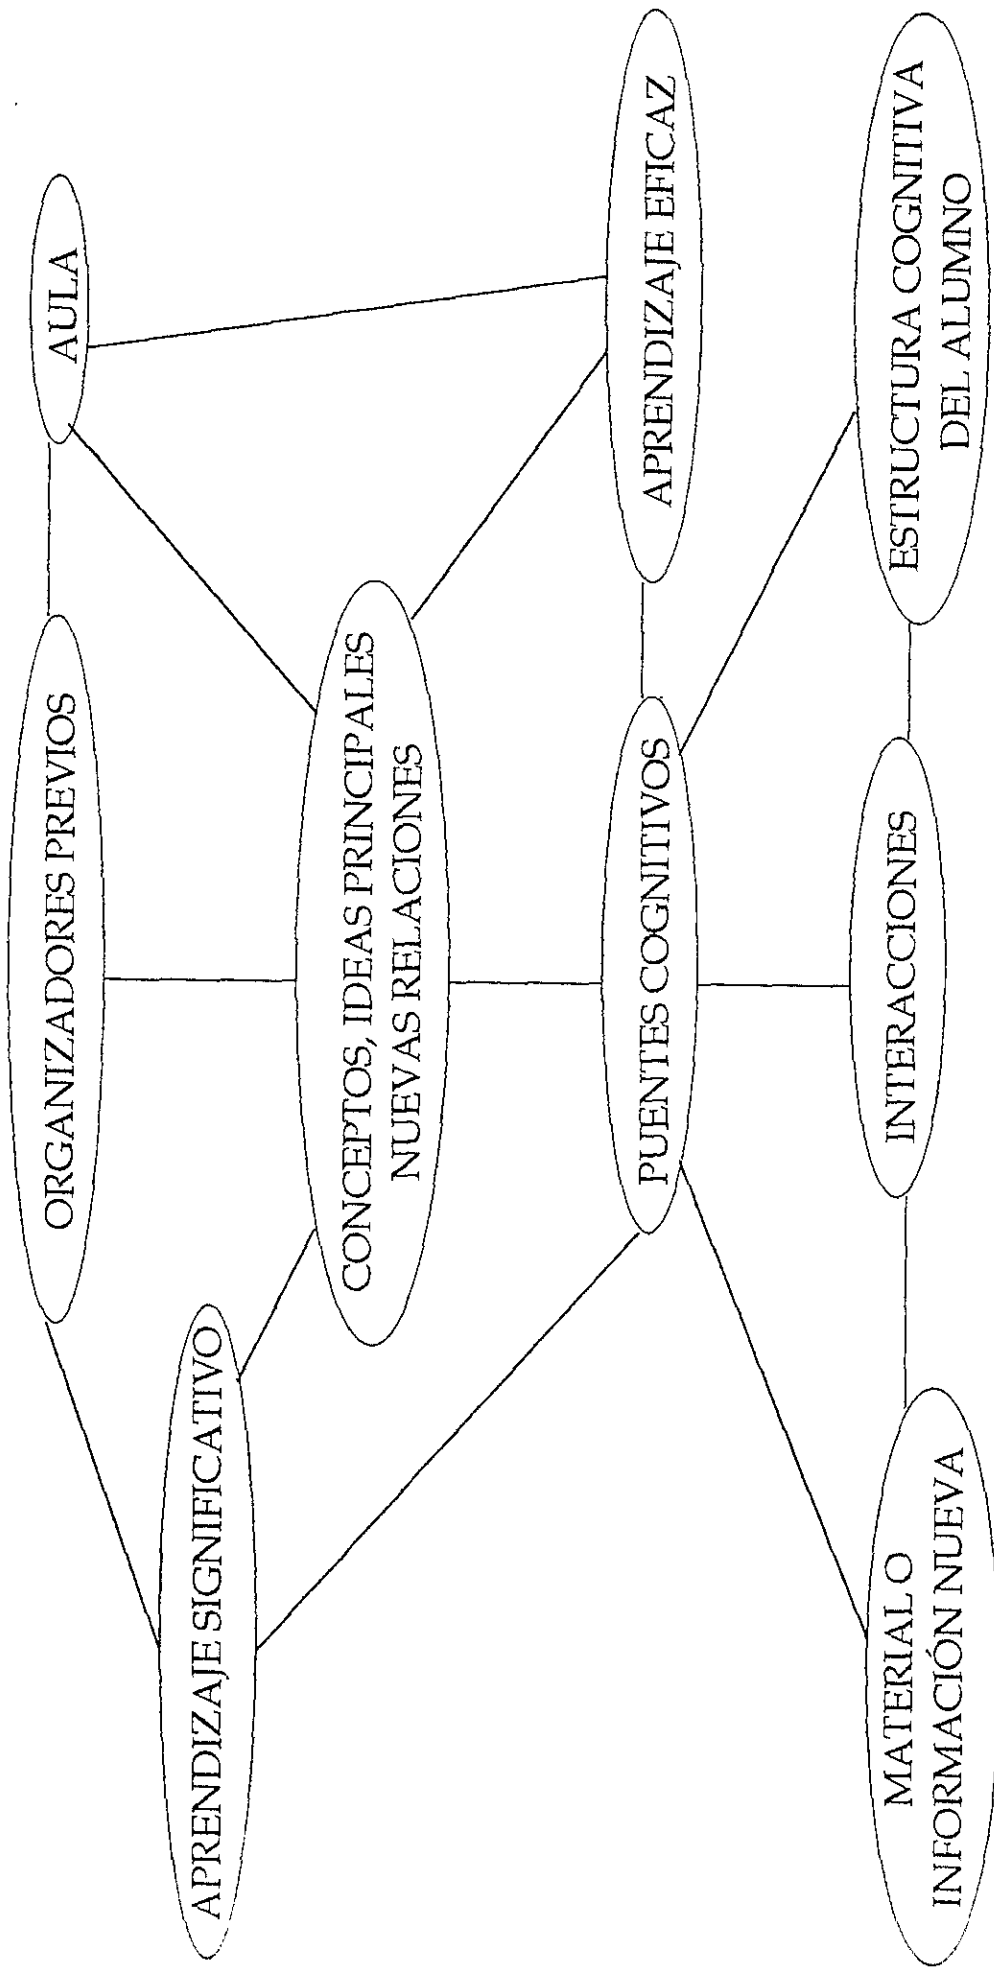 ORGANIZADORES PREVIOS
AULA
APRENDIZAJE SIGNIFICATIVO
CONCEPTOS, IDEAS PRINCIPALES
NUEVAS RELACIONES
PUENTES COGNITIVOS
APRENDIZAJE EFICAZ
MATERIAL O
INFORMACIÓN NUEVA
INTERACCIONES
ESTRUCTURA COGNITIVA
DEL ALUMNO